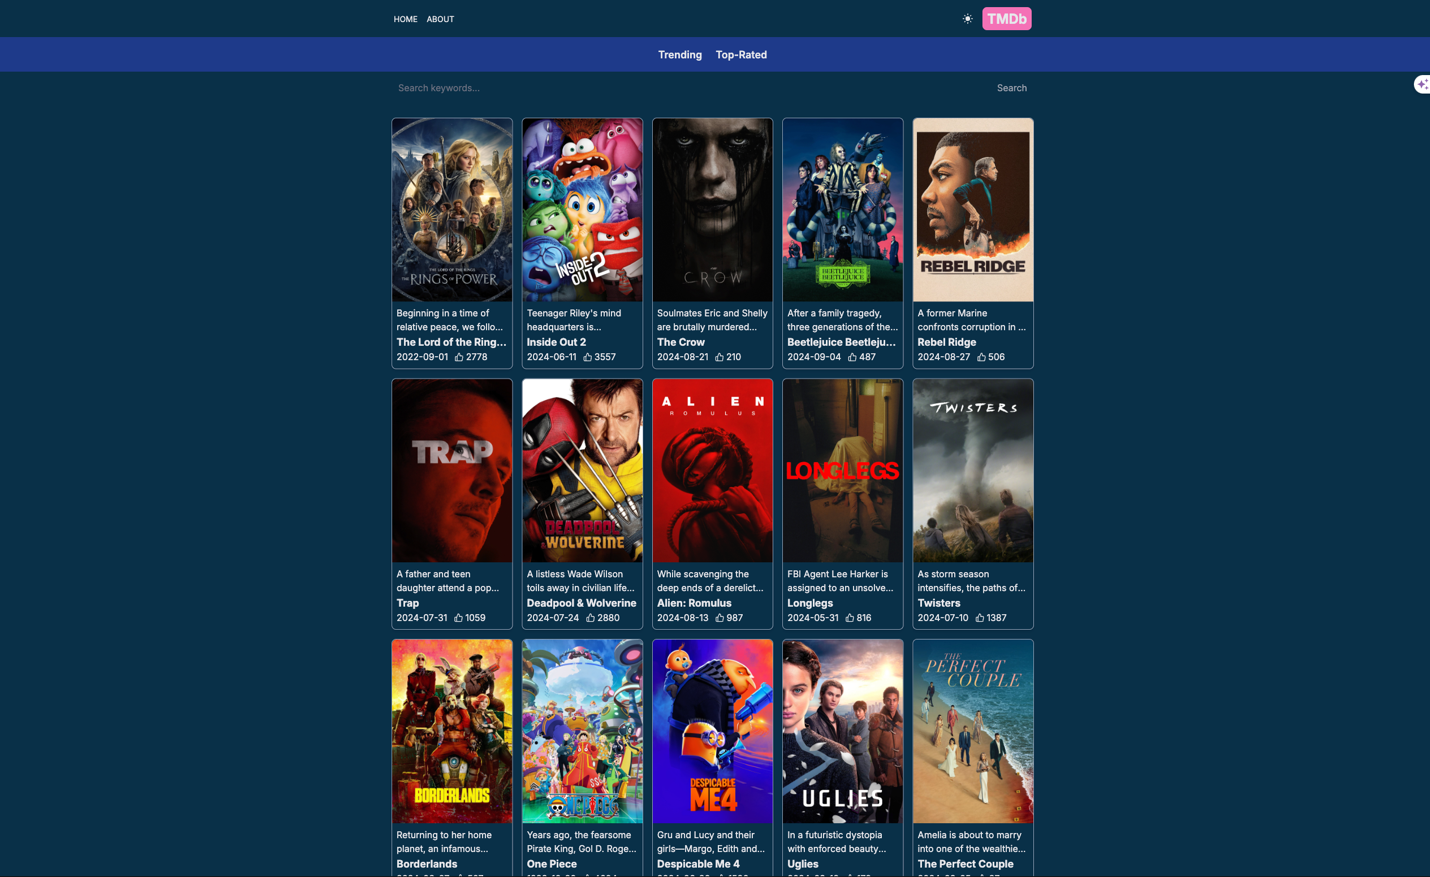 HOME ABOUT TMDb
Trending Top-Rated
Search keywords... Search
THE LORD OF THE RINGS
THE RINGS OF POWER
Beginning in a time of
relative peace, we follo...
The Lord of the Ring...
2022-09-01 2778
INSIDE OUT 2
Teenager Riley's mind
headquarters is...
Inside Out 2
2024-06-11 3557
THE
CROW
Soulmates Eric and Shelly
are brutally murdered...
The Crow
2024-08-21 210
BEETLEJUICE
BEETLEJUICE
After a family tragedy,
three generations of the...
Beetlejuice Beetleju...
2024-09-04 487
REBEL RIDGE
A former Marine
confronts corruption in ...
Rebel Ridge
2024-08-27 506
TRAP
A father and teen
daughter attend a pop...
Trap
2024-07-31 1059
DEADPOOL
& WOLVERINE
A listless Wade Wilson
toils away in civilian life...
Deadpool & Wolverine
2024-07-24 2880
ALIEN
ROMULUS
While scavenging the
deep ends of a derelict...
Alien: Romulus
2024-08-13 987
LONGLEGS
FBI Agent Lee Harker is
assigned to an unsolve...
Longlegs
2024-05-31 816
TWISTERS
As storm season
intensifies, the paths of...
Twisters
2024-07-10 1387
BORDERLANDS
Returning to her home
planet, an infamous...
Borderlands
ONE PIECE
Years ago, the fearsome
Pirate King, Gol D. Roge...
One Piece
DESPICABLE
ME 4
Gru and Lucy and their
girls—Margo, Edith and...
Despicable Me 4
UGLIES
In a futuristic dystopia
with enforced beauty...
Uglies
THE
PERFECT
COUPLE
Amelia is about to marry
into one of the wealthie...
The Perfect Couple